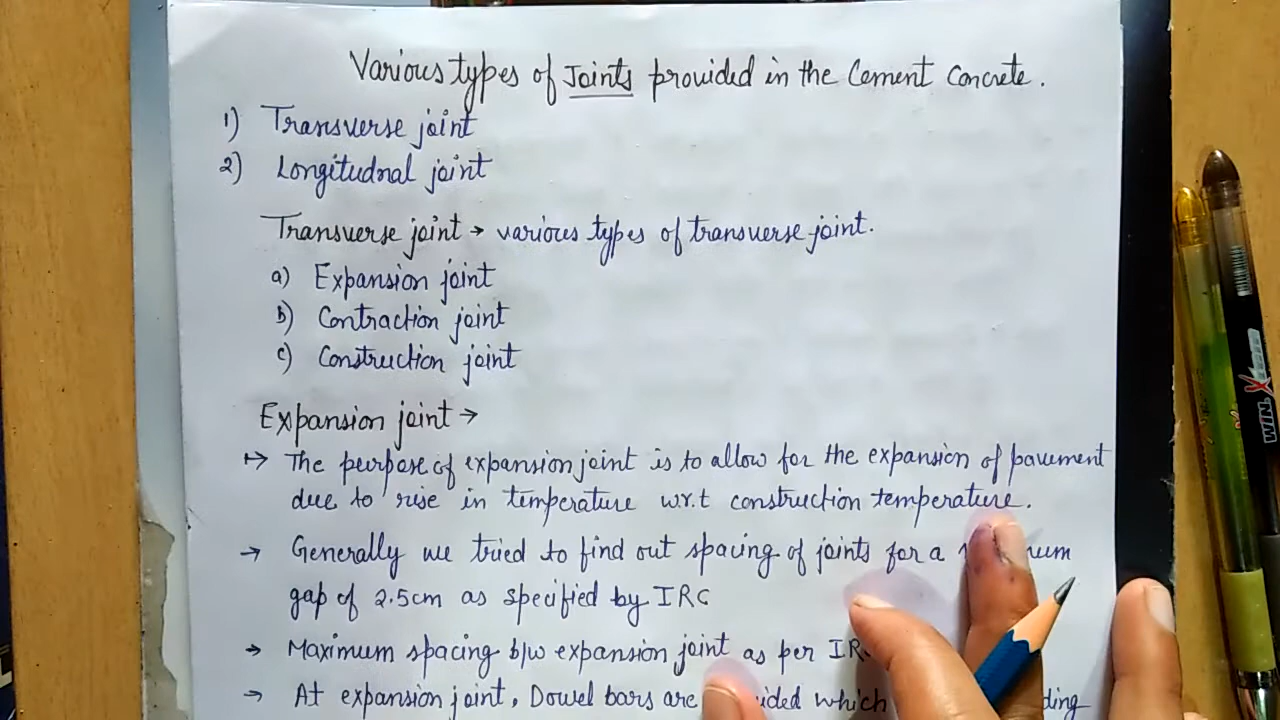 Various types of Joints provided in the Cement Concrete.
1) Transverse joint
2) Longitudnal joint
Transverse joint → various types of transverse joint.
a) Expansion joint
b) Contraction joint
c) Construction joint
Expansion joint →
↦ The purpose of expansion joint is to allow for the expansion of pavement
due to rise in temperature w.r.t construction temperature.
→ Generally we tried to find out spacing of joints for a
gap of 2.5cm as specified by IRC
→ Maximum spacing b/w expansion joint as per
→ At expansion joint, Dowel bars are which
WIN.